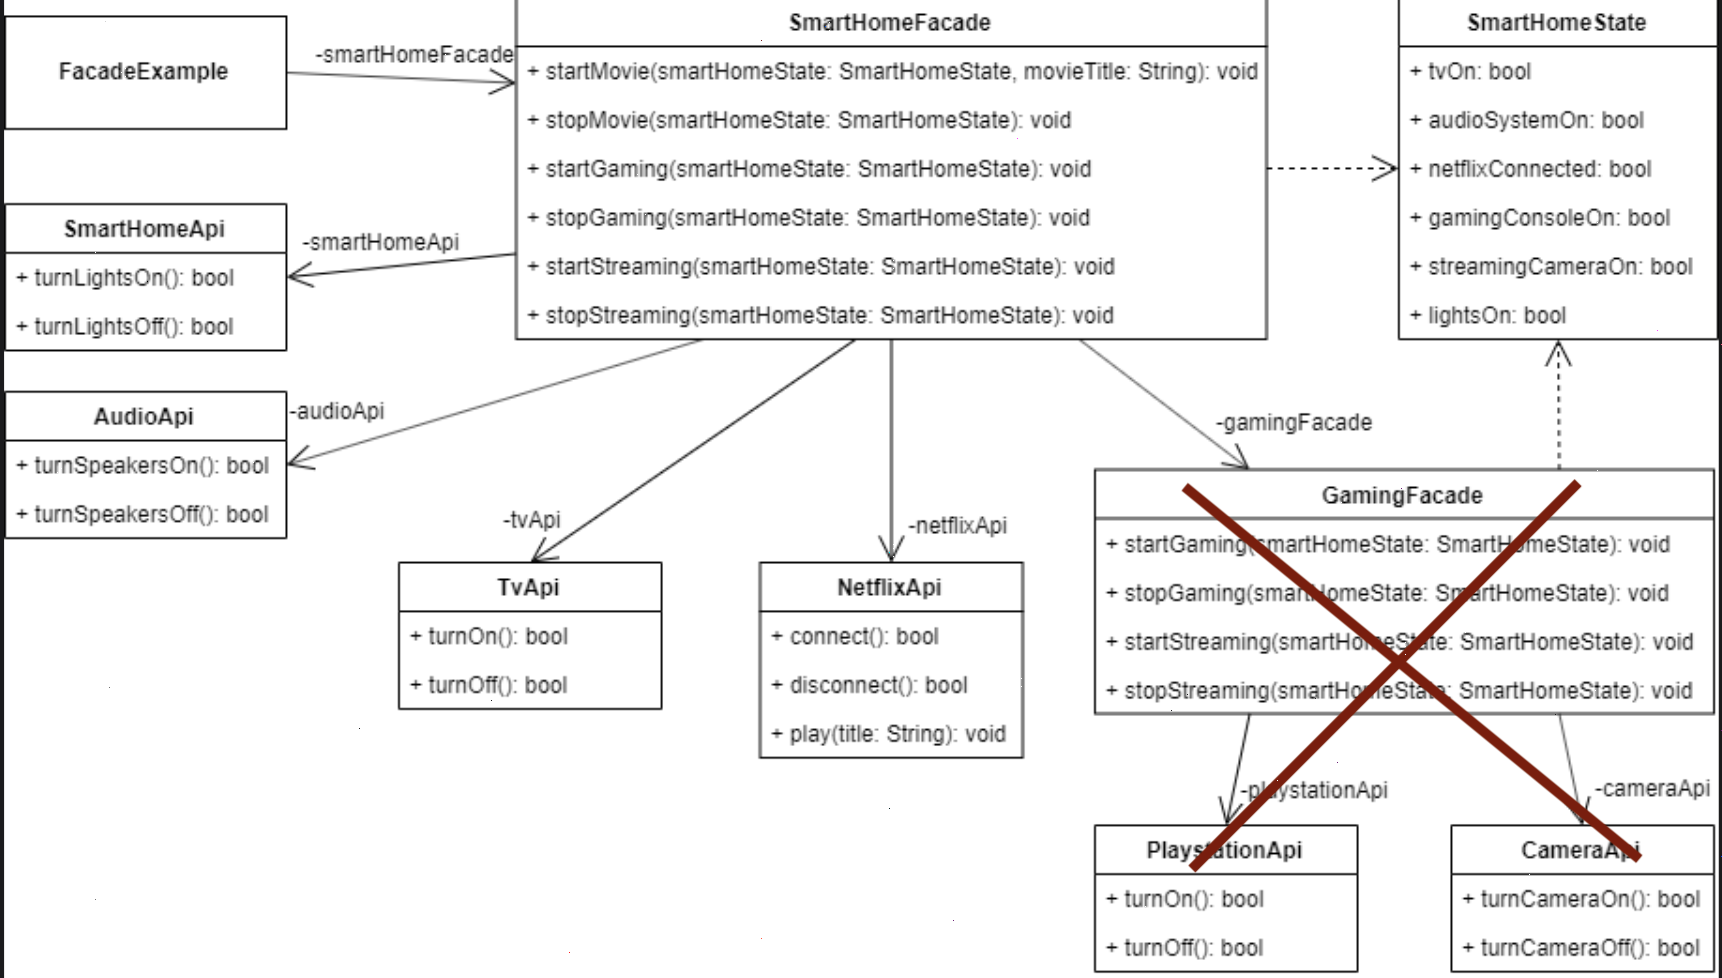 FacadeExample
-smartHomeFacade
SmartHomeFacade
+ startMovie(smartHomeState: SmartHomeState, movieTitle: String): void
+ stopMovie(smartHomeState: SmartHomeState): void
+ startGaming(smartHomeState: SmartHomeState): void
+ stopGaming(smartHomeState: SmartHomeState): void
+ startStreaming(smartHomeState: SmartHomeState): void
+ stopStreaming(smartHomeState: SmartHomeState): void
SmartHomeState
+ tvOn: bool
+ audioSystemOn: bool
+ netflixConnected: bool
+ gamingConsoleOn: bool
+ streamingCameraOn: bool
+ lightsOn: bool
-smartHomeApi
SmartHomeApi
+ turnLightsOn(): bool
+ turnLightsOff(): bool
-audioApi
AudioApi
+ turnSpeakersOn(): bool
+ turnSpeakersOff(): bool
-tvApi
TvApi
+ turnOn(): bool
+ turnOff(): bool
-netflixApi
NetflixApi
+ connect(): bool
+ disconnect(): bool
+ play(title: String): void
-gamingFacade
GamingFacade
+ startGaming(smartHomeState: SmartHomeState): void
+ stopGaming(smartHomeState: SmartHomeState): void
+ startStreaming(smartHomeState: SmartHomeState): void
+ stopStreaming(smartHomeState: SmartHomeState): void
-playstationApi
PlaystationApi
+ turnOn(): bool
+ turnOff(): bool
-cameraApi
CameraApi
+ turnCameraOn(): bool
+ turnCameraOff(): bool